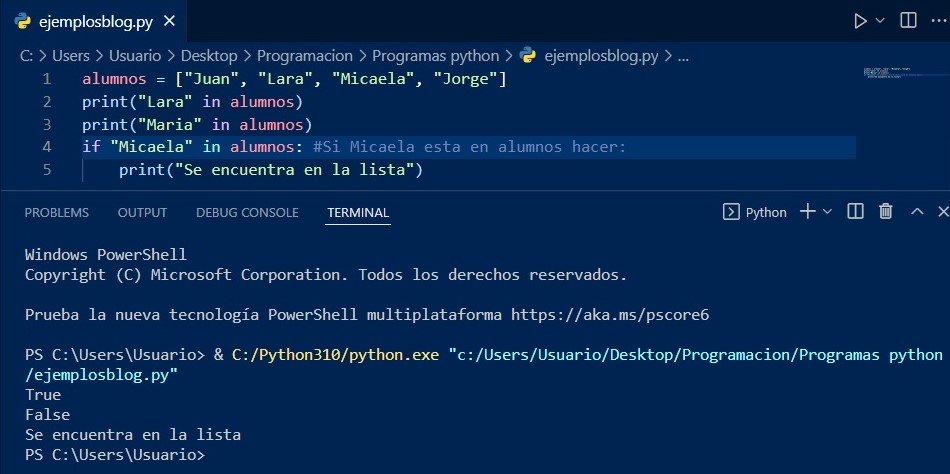 ejemplosblog.py
C: > Users > Usuario > Desktop > Programacion > Programas python > ejemplosblog.py > ...
1 alumnos = ["Juan", "Lara", "Micaela", "Jorge"]
2 print("Lara" in alumnos)
3 print("Maria" in alumnos)
4 if "Micaela" in alumnos: #Si Micaela esta en alumnos hacer:
5     print("Se encuentra en la lista")
PROBLEMS OUTPUT DEBUG CONSOLE TERMINAL Python
Windows PowerShell
Copyright (C) Microsoft Corporation. Todos los derechos reservados.
Prueba la nueva tecnología PowerShell multiplataforma https://aka.ms/pscore6
PS C:\Users\Usuario> & C:/Python310/python.exe "c:/Users/Usuario/Desktop/Programacion/Programas python
/ejemplosblog.py"
True
False
Se encuentra en la lista
PS C:\Users\Usuario>